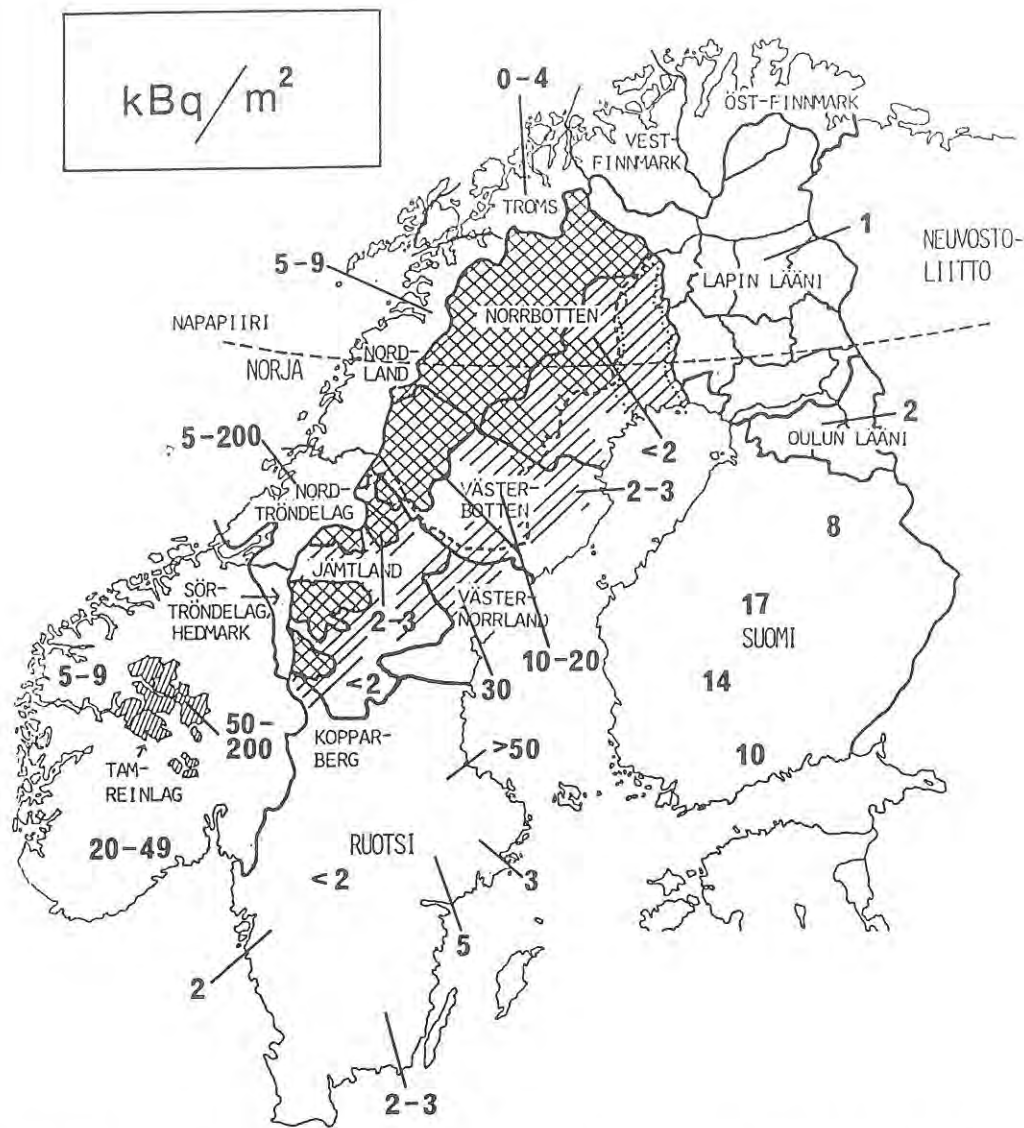 kBq/m²
0-4
ÖST-FINNMARK
VEST-
FINNMARK
TROMS
1
NEUVOSTO-
LIITTO
5-9
LAPIN LÄÄNI
NORRBOTTEN
NAPAPIIRI
NORD-
LAND
NORJA
2
OULUN LÄÄNI
5-200
<2
NORD-
TRÖNDELAG
VÄSTER-
BOTTEN
2-3
8
JÄMTLAND
SÖR-
TRÖNDELAG,
HEDMARK
2-3
VÄSTER-
NORRLAND
17
SUOMI
10-20
5-9
<2
30
14
50-
200
KOPPAR-
BERG
>50
10
TAM-
REINLAG
20-49
RUOTSI
<2
3
5
2
2-3